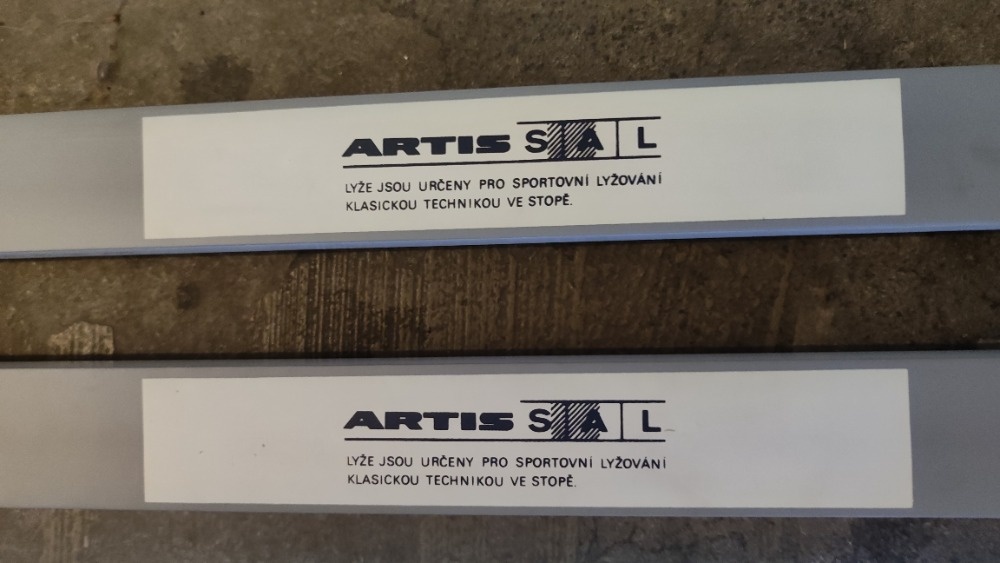 ARTIS SAL
LYŽE JSOU URČENY PRO SPORTOVNÍ LYŽOVÁNÍ
KLASICKOU TECHNIKOU VE STOPĚ.
ARTIS SAL
LYŽE JSOU URČENY PRO SPORTOVNÍ LYŽOVÁNÍ
KLASICKOU TECHNIKOU VE STOPĚ.